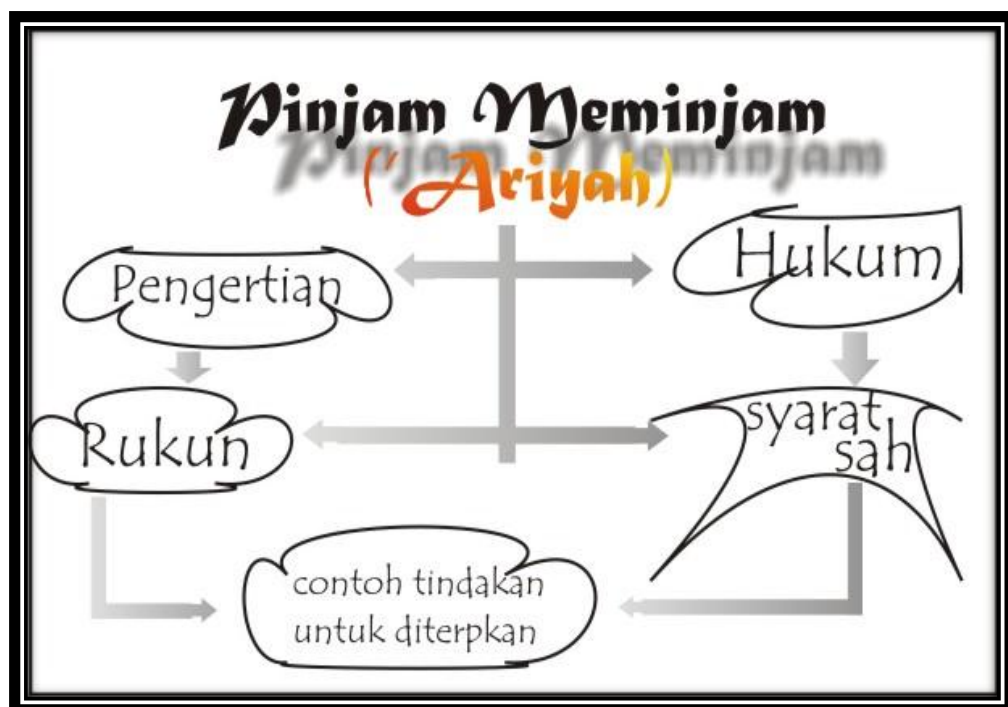 Pinjam Meminjam
('Ariyah)
Pengertian
Hukum
Rukun
syarat
sah
contoh tindakan
untuk diterpkan